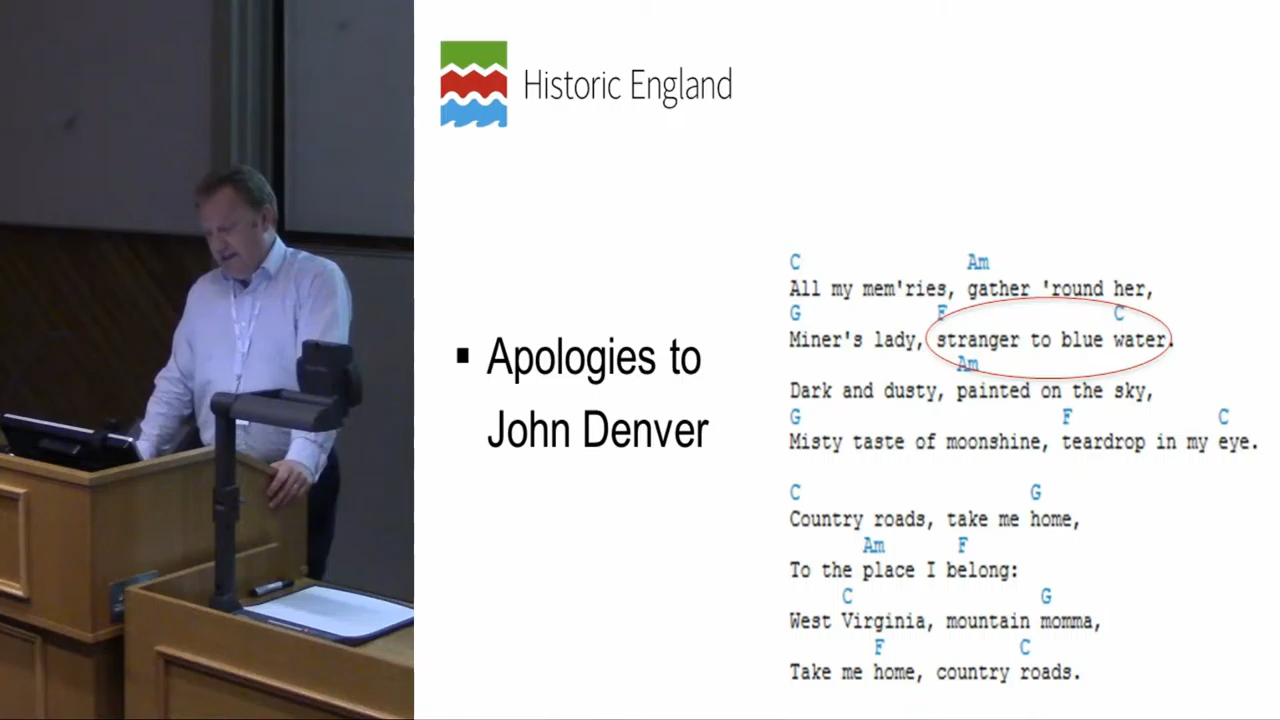 Historic England
▪ Apologies to
John Denver
C Am
All my mem'ries, gather 'round her,
G F C
Miner's lady, stranger to blue water.
Am
Dark and dusty, painted on the sky,
G F C
Misty taste of moonshine, teardrop in my eye.
C G
Country roads, take me home,
Am F
To the place I belong:
C G
West Virginia, mountain momma,
F C
Take me home, country roads.